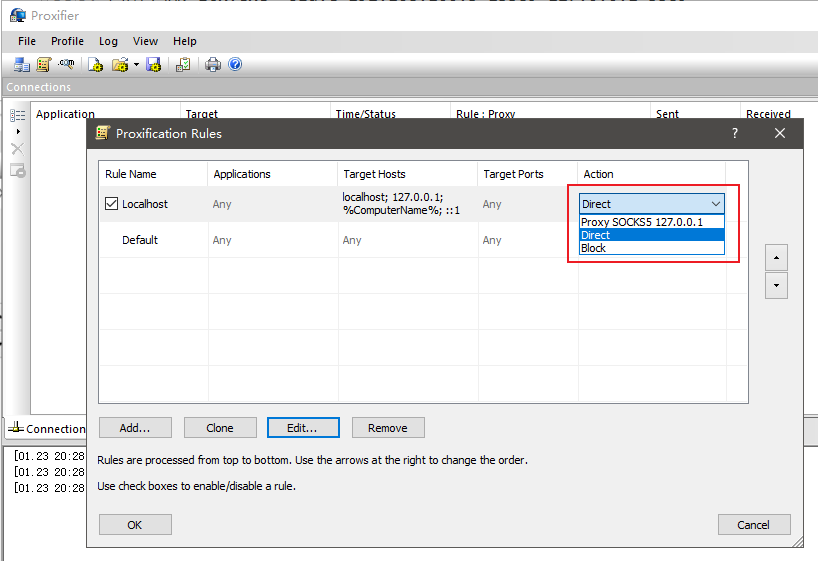 Proxifier
File Profile Log View Help
Connections
Application Target Time/Status Rule : Proxy Sent Received
Proxification Rules ?
Rule Name Applications Target Hosts Target Ports Action
Localhost Any localhost; 127.0.0.1; %ComputerName%; ::1 Any Direct
Proxy SOCKS5 127.0.0.1
Direct
Block
Default Any Any Any
Add... Clone Edit... Remove
Connection
Rules are processed from top to bottom. Use the arrows at the right to change the order.
[01.23 20:28
[01.23 20:28
[01.23 20:28
Use check boxes to enable/disable a rule.
OK Cancel